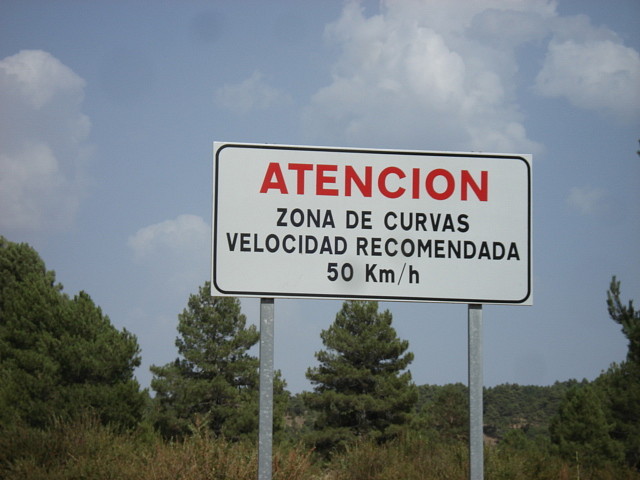 ATENCION
ZONA DE CURVAS
VELOCIDAD RECOMENDADA
50 Km/h